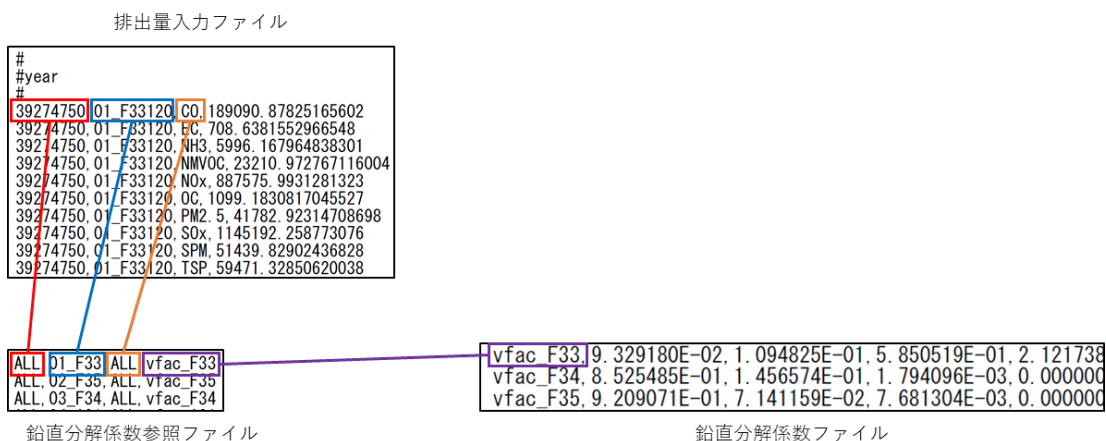 排出量入力ファイル
#
#year
#
39274750,01_F33120,CO,189090.87825165602
39274750,01_F33120,EC,708.6381552966548
39274750,01_F33120,NH3,5996.167964838301
39274750,01_F33120,NMVOC,23210.972767116004
39274750,01_F33120,NOx,887575.9931281323
39274750,01_F33120,OC,1099.1830817045527
39274750,01_F33120,PM2.5,41782.92314708698
39274750,01_F33120,SOx,1145192.258773076
39274750,01_F33120,SPM,51439.82902436828
39274750,01_F33120,TSP,59471.32850620038
ALL,01_F33,ALL,vfac_F33
ALL,02_F35,ALL,vfac_F35
ALL,03_F34,ALL,vfac_F34
鉛直分解係数参照ファイル
vfac_F33,9.329180E-02,1.094825E-01,5.850519E-01,2.121738
vfac_F34,8.525485E-01,1.456574E-01,1.794096E-03,0.000000
vfac_F35,9.209071E-01,7.141159E-02,7.681304E-03,0.000000
鉛直分解係数ファイル